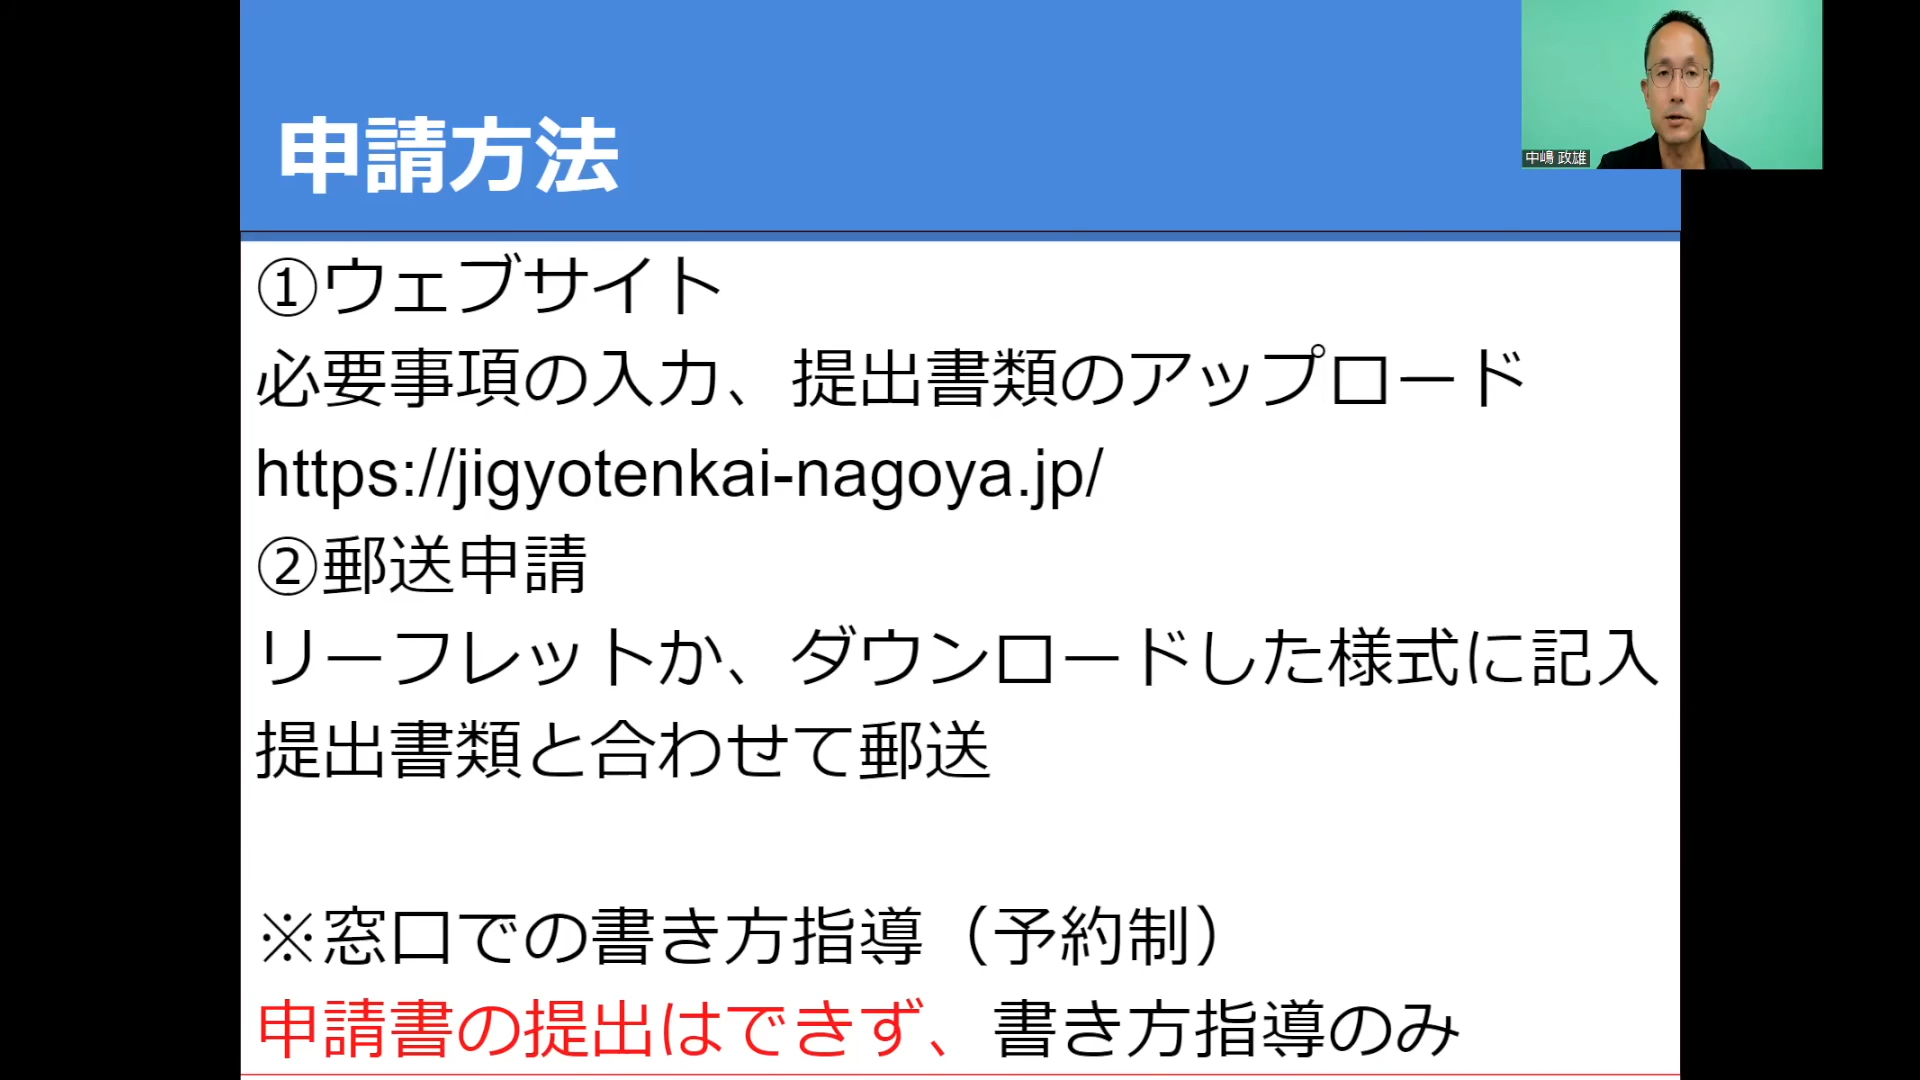 申請方法
中嶋 政雄
①ウェブサイト
必要事項の入力、提出書類のアップロード
https://jigyotenkai-nagoya.jp/
②郵送申請
リーフレットか、ダウンロードした様式に記入
提出書類と合わせて郵送
※窓口での書き方指導（予約制）
申請書の提出はできず、書き方指導のみ